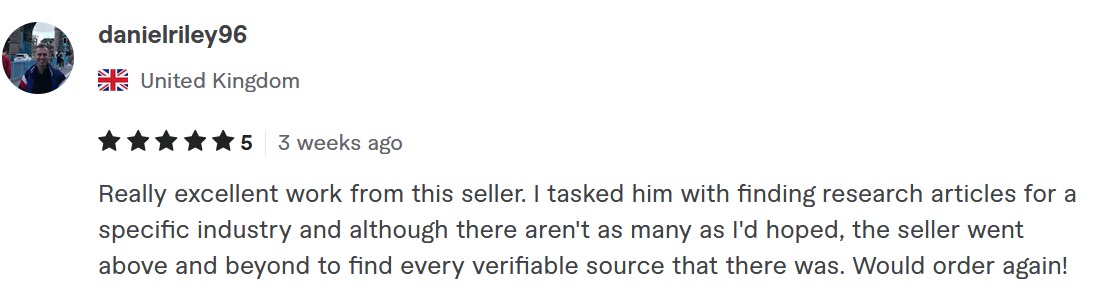 danielriley96
United Kingdom
5 3 weeks ago
Really excellent work from this seller. I tasked him with finding research articles for a
specific industry and although there aren't as many as I'd hoped, the seller went
above and beyond to find every verifiable source that there was. Would order again!